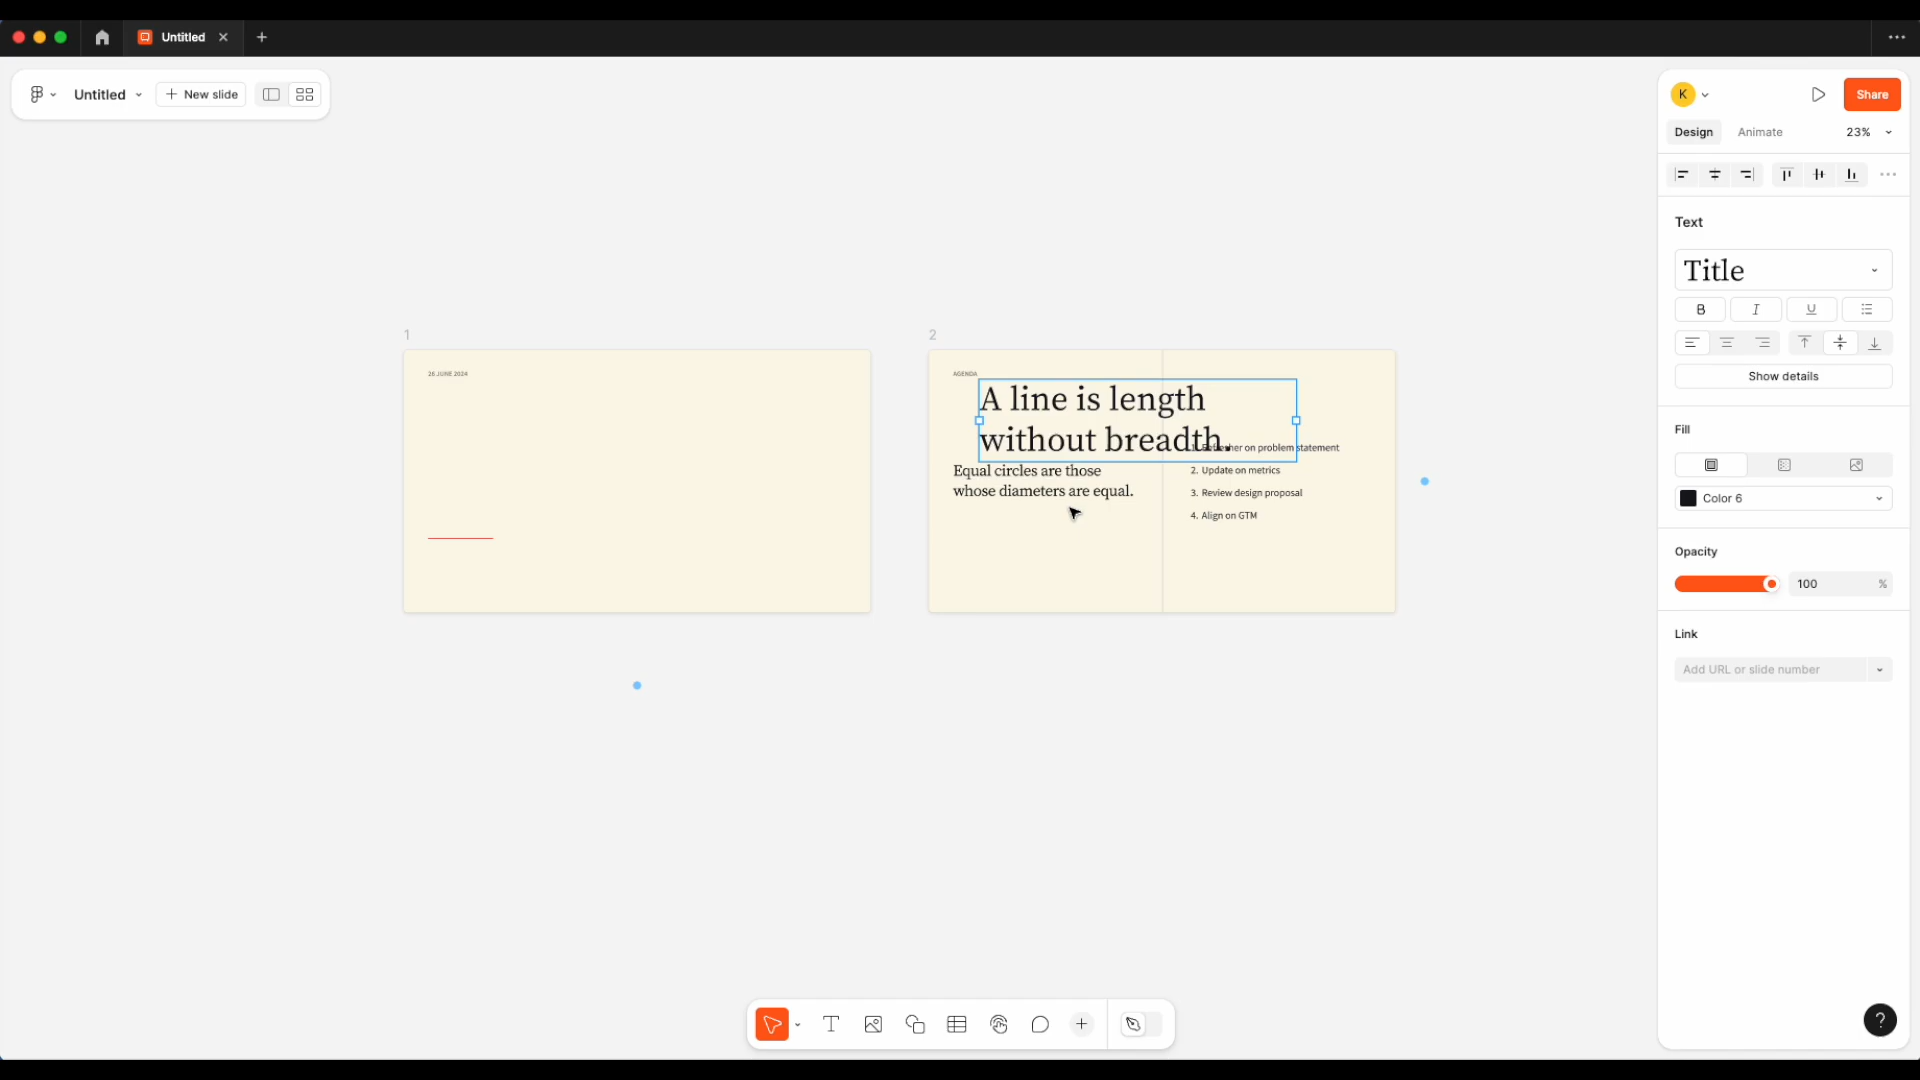 Untitled
Untitled
New slide
K
Share
Design
Animate
23%
Text
Title
B
I
U
Show details
Fill
Color 6
Opacity
100
%
Link
Add URL or slide number
?
1
26 JUNE 2024
2
AGENDA
A line is length
without breadth.
Equal circles are those
whose diameters are equal.
1. Refresher on problem statement
2. Update on metrics
3. Review design proposal
4. Align on GTM
T